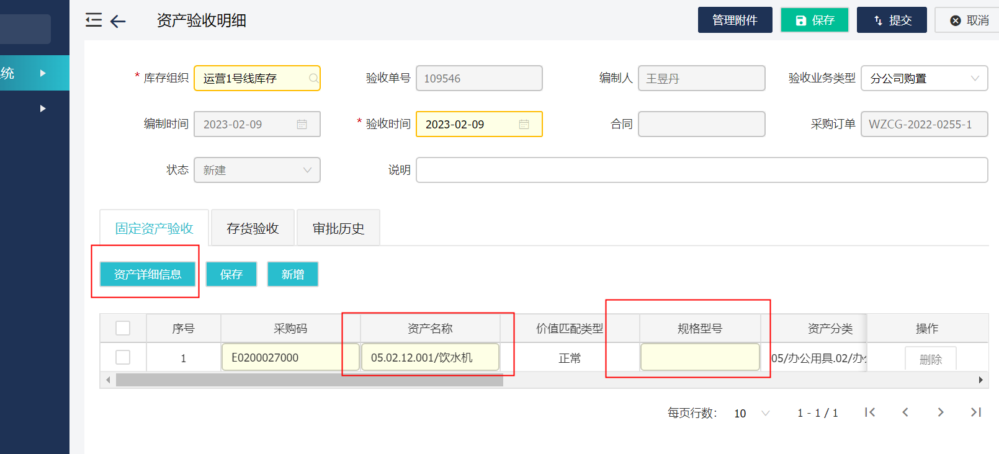 资产验收明细
管理附件
保存
提交
取消
统
* 库存组织 运营1号线库存
验收单号 109546
编制人 王昱丹
验收业务类型 分公司购置
编制时间 2023-02-09
* 验收时间 2023-02-09
合同
采购订单 WZCG-2022-0255-1
状态 新建
说明
固定资产验收 存货验收 审批历史
资产详细信息 保存 新增
序号 采购码 资产名称 价值匹配类型 规格型号 资产分类 操作
1 E0200027000 05.02.12.001/饮水机 正常 05/办公用具.02/办 删除
每页行数: 10 1 - 1 / 1